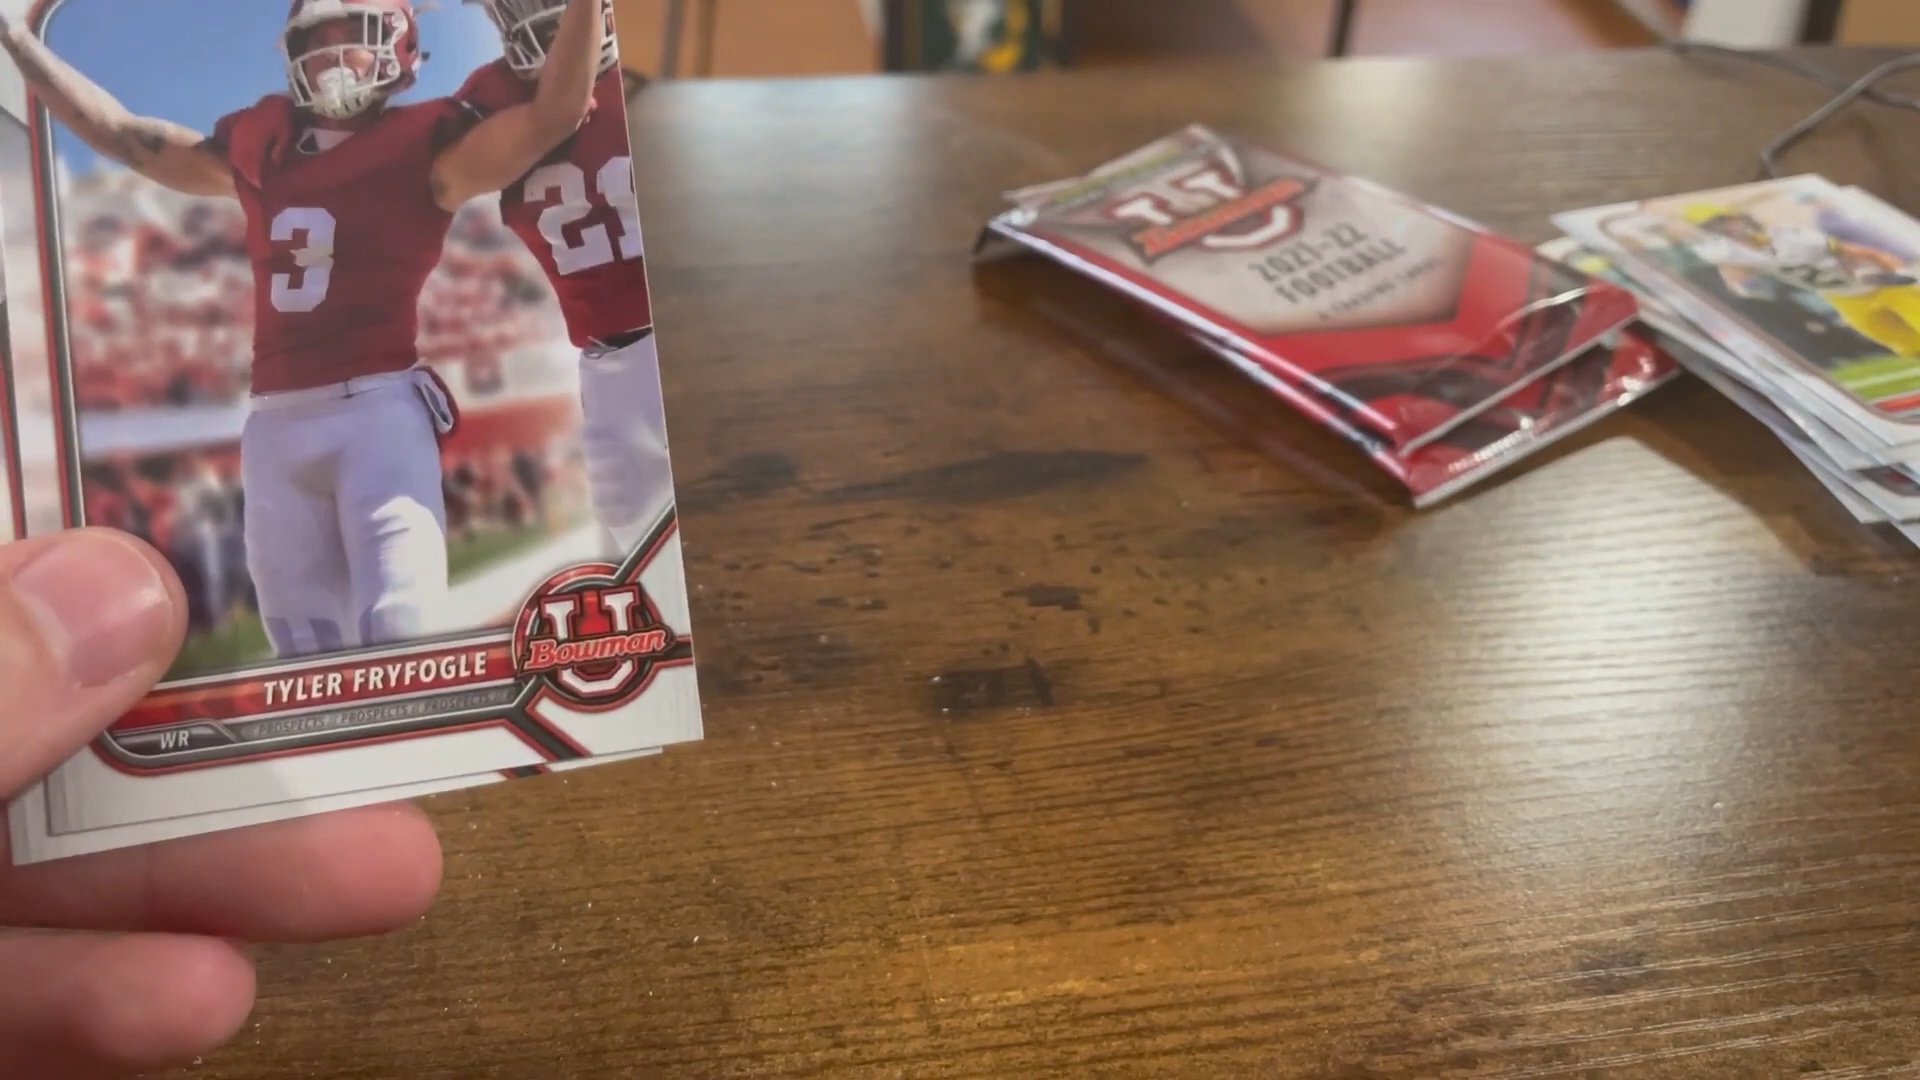 3
21
TYLER FRYFOGLE
PROSPECTS // PROSPECTS // PROSPECTS
WR
U
Bowman
U
2021-22
FOOTBALL